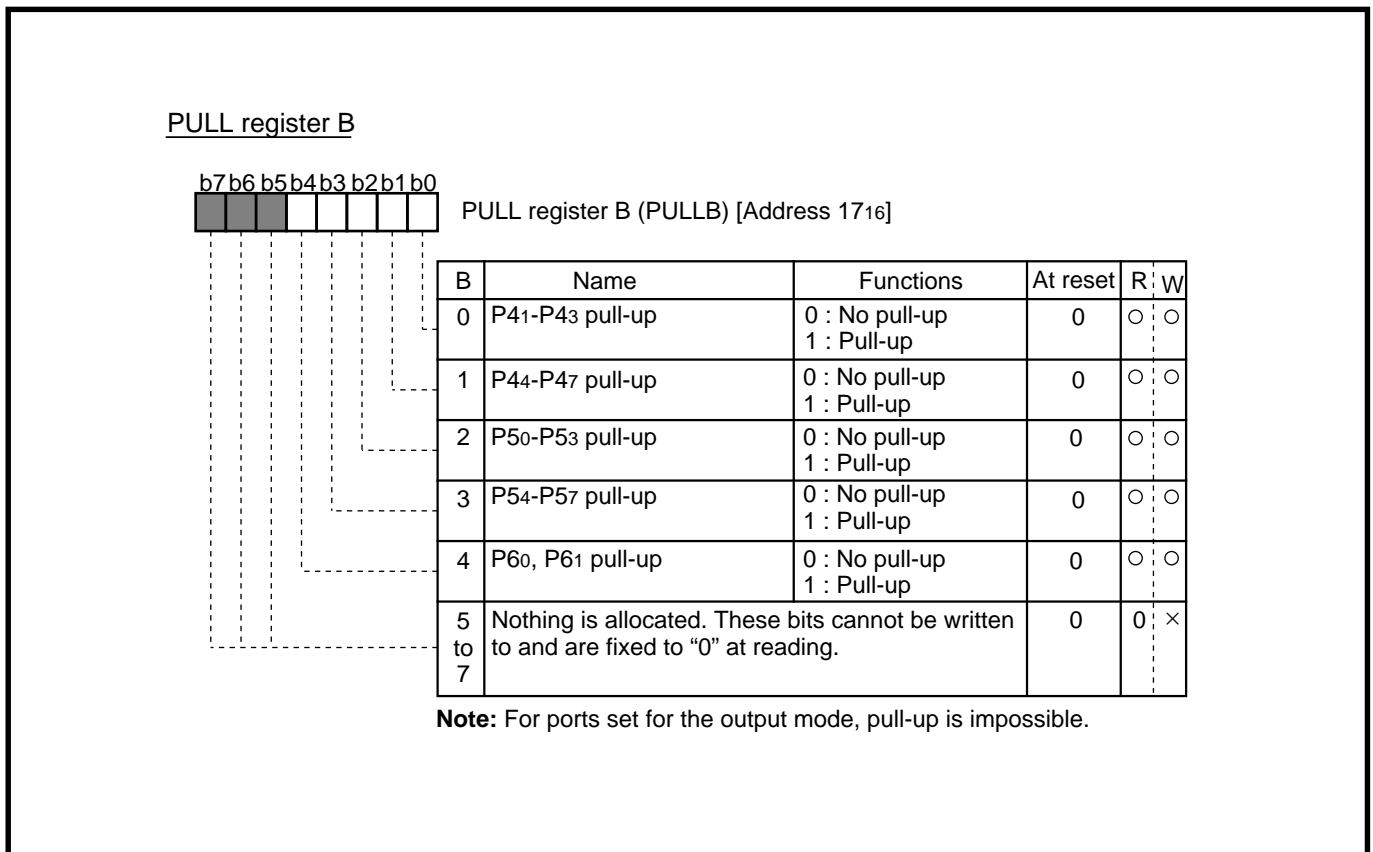 PULL register B
b7 b6 b5 b4 b3 b2 b1 b0
PULL register B (PULLB) [Address 1716]
B Name Functions At reset R W
0 P41-P43 pull-up 0 : No pull-up 0 ○ ○
1 : Pull-up
1 P44-P47 pull-up 0 : No pull-up 0 ○ ○
1 : Pull-up
2 P50-P53 pull-up 0 : No pull-up 0 ○ ○
1 : Pull-up
3 P54-P57 pull-up 0 : No pull-up 0 ○ ○
1 : Pull-up
4 P60, P61 pull-up 0 : No pull-up 0 ○ ○
1 : Pull-up
5 Nothing is allocated. These bits cannot be written 0 0 ×
to to and are fixed to “0” at reading.
7
Note: For ports set for the output mode, pull-up is impossible.